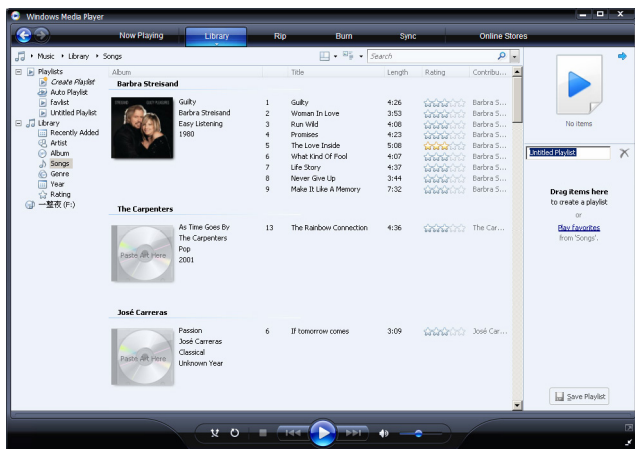 Windows Media Player
Now Playing Library Rip Burn Sync Online Stores
Music Library Songs Search
Playlists
Create Playlist
Auto Playlist
favlist
Untitled Playlist
Library
Recently Added
Artist
Album
Songs
Genre
Year
Rating
一整夜 (F:)
Album Title Length Rating Contribu...
Barbra Streisand
Guilty
Barbra Streisand
Easy Listening
1980
1 Guilty 4:26 Barbra S...
2 Woman In Love 3:53 Barbra S...
3 Run Wild 4:08 Barbra S...
4 Promises 4:23 Barbra S...
5 The Love Inside 5:08 Barbra S...
6 What Kind Of Fool 4:07 Barbra S...
7 Life Story 4:37 Barbra S...
8 Never Give Up 3:44 Barbra S...
9 Make It Like A Memory 7:32 Barbra S...
The Carpenters
Paste Art Here
As Time Goes By
The Carpenters
Pop
2001
13 The Rainbow Connection 4:36 The Car...
José Carreras
Paste Art Here
Passion
José Carreras
Classical
Unknown Year
6 If tomorrow comes 3:09 José Car...
No items
Untitled Playlist
Drag items here
to create a playlist
or
Play favorites
from 'Songs'.
Save Playlist